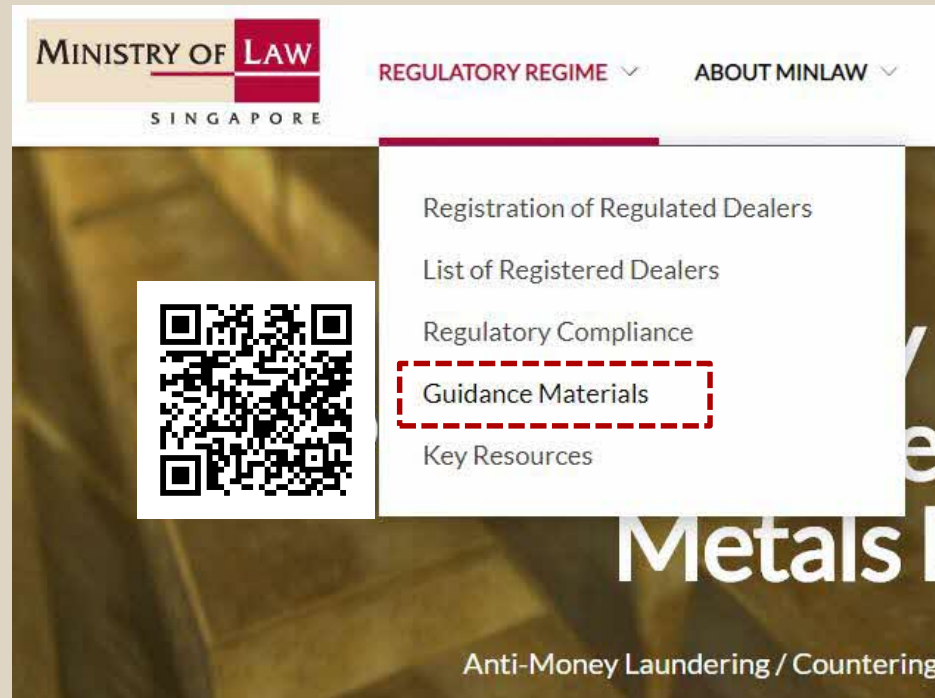 MINISTRY OF LAW
SINGAPORE
REGULATORY REGIME
ABOUT MINLAW
Registration of Regulated Dealers
List of Registered Dealers
Regulatory Compliance
Guidance Materials
Key Resources
Metals
Anti-Money Laundering / Countering